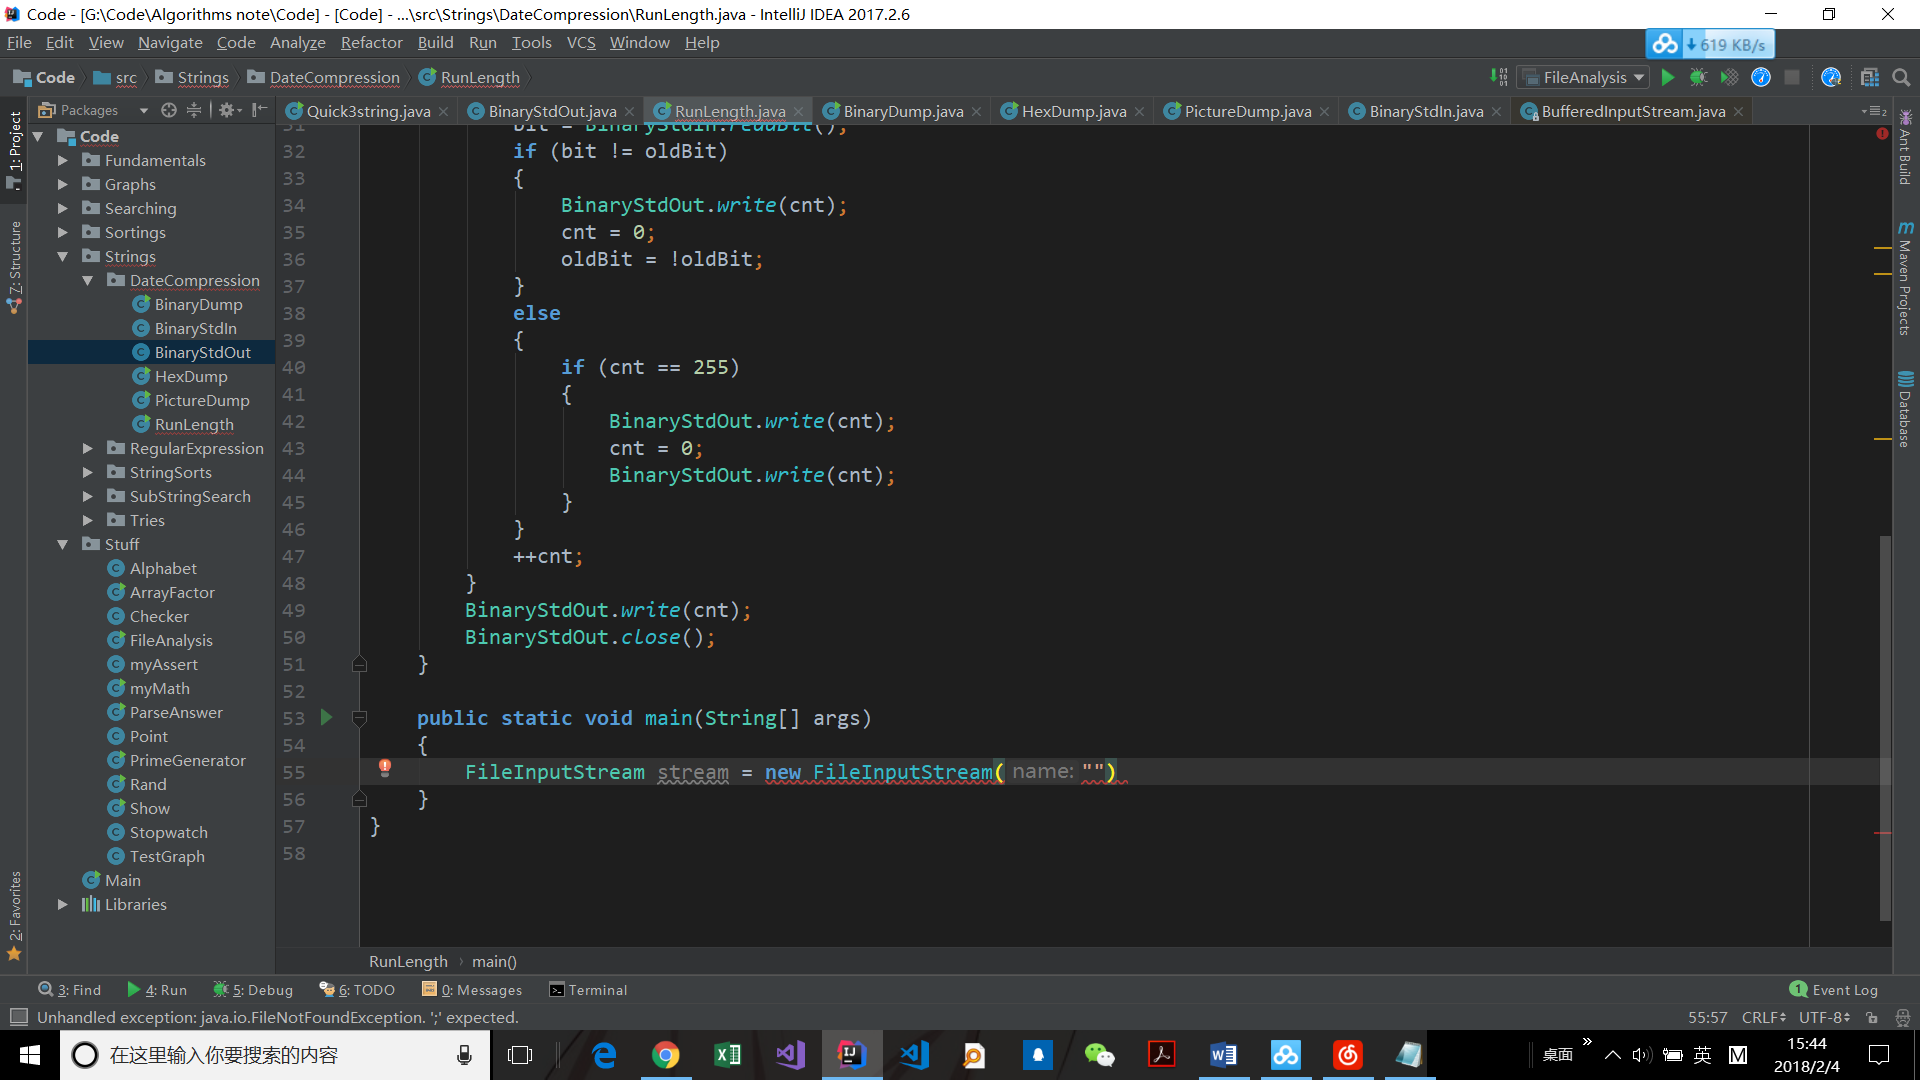 Code - [G:\Code\Algorithms note\Code] - [Code] - ...\src\Strings\DateCompression\RunLength.java - IntelliJ IDEA 2017.2.6
File Edit View Navigate Code Analyze Refactor Build Run Tools VCS Window Help
619 KB/s
Code src Strings DateCompression RunLength
FileAnalysis
Packages
Quick3string.java BinaryStdOut.java RunLength.java BinaryDump.java HexDump.java PictureDump.java BinaryStdIn.java BufferedInputStream.java
1: Project
Z: Structure
2: Favorites
Code
Fundamentals
Graphs
Searching
Sortings
Strings
DateCompression
BinaryDump
BinaryStdIn
BinaryStdOut
HexDump
PictureDump
RunLength
RegularExpression
StringSorts
SubStringSearch
Tries
Stuff
Alphabet
ArrayFactor
Checker
FileAnalysis
myAssert
myMath
ParseAnswer
Point
PrimeGenerator
Rand
Show
Stopwatch
TestGraph
Main
Libraries
31 bit = BinaryStdIn.readBit();
32 if (bit != oldBit)
33 {
34 BinaryStdOut.write(cnt);
35 cnt = 0;
36 oldBit = !oldBit;
37 }
38 else
39 {
40 if (cnt == 255)
41 {
42 BinaryStdOut.write(cnt);
43 cnt = 0;
44 BinaryStdOut.write(cnt);
45 }
46 }
47 ++cnt;
48 }
49 BinaryStdOut.write(cnt);
50 BinaryStdOut.close();
51 }
52
53 public static void main(String[] args)
54 {
55 FileInputStream stream = new FileInputStream( name: "")
56 }
57 }
58
Ant Build
Maven Projects
Database
RunLength main()
3: Find 4: Run 5: Debug 6: TODO 0: Messages Terminal
1 Event Log
Unhandled exception: java.io.FileNotFoundException. ';' expected.
55:57 CRLF UTF-8
在这里输入你要搜索的内容
桌面
英
M
15:44
2018/2/4